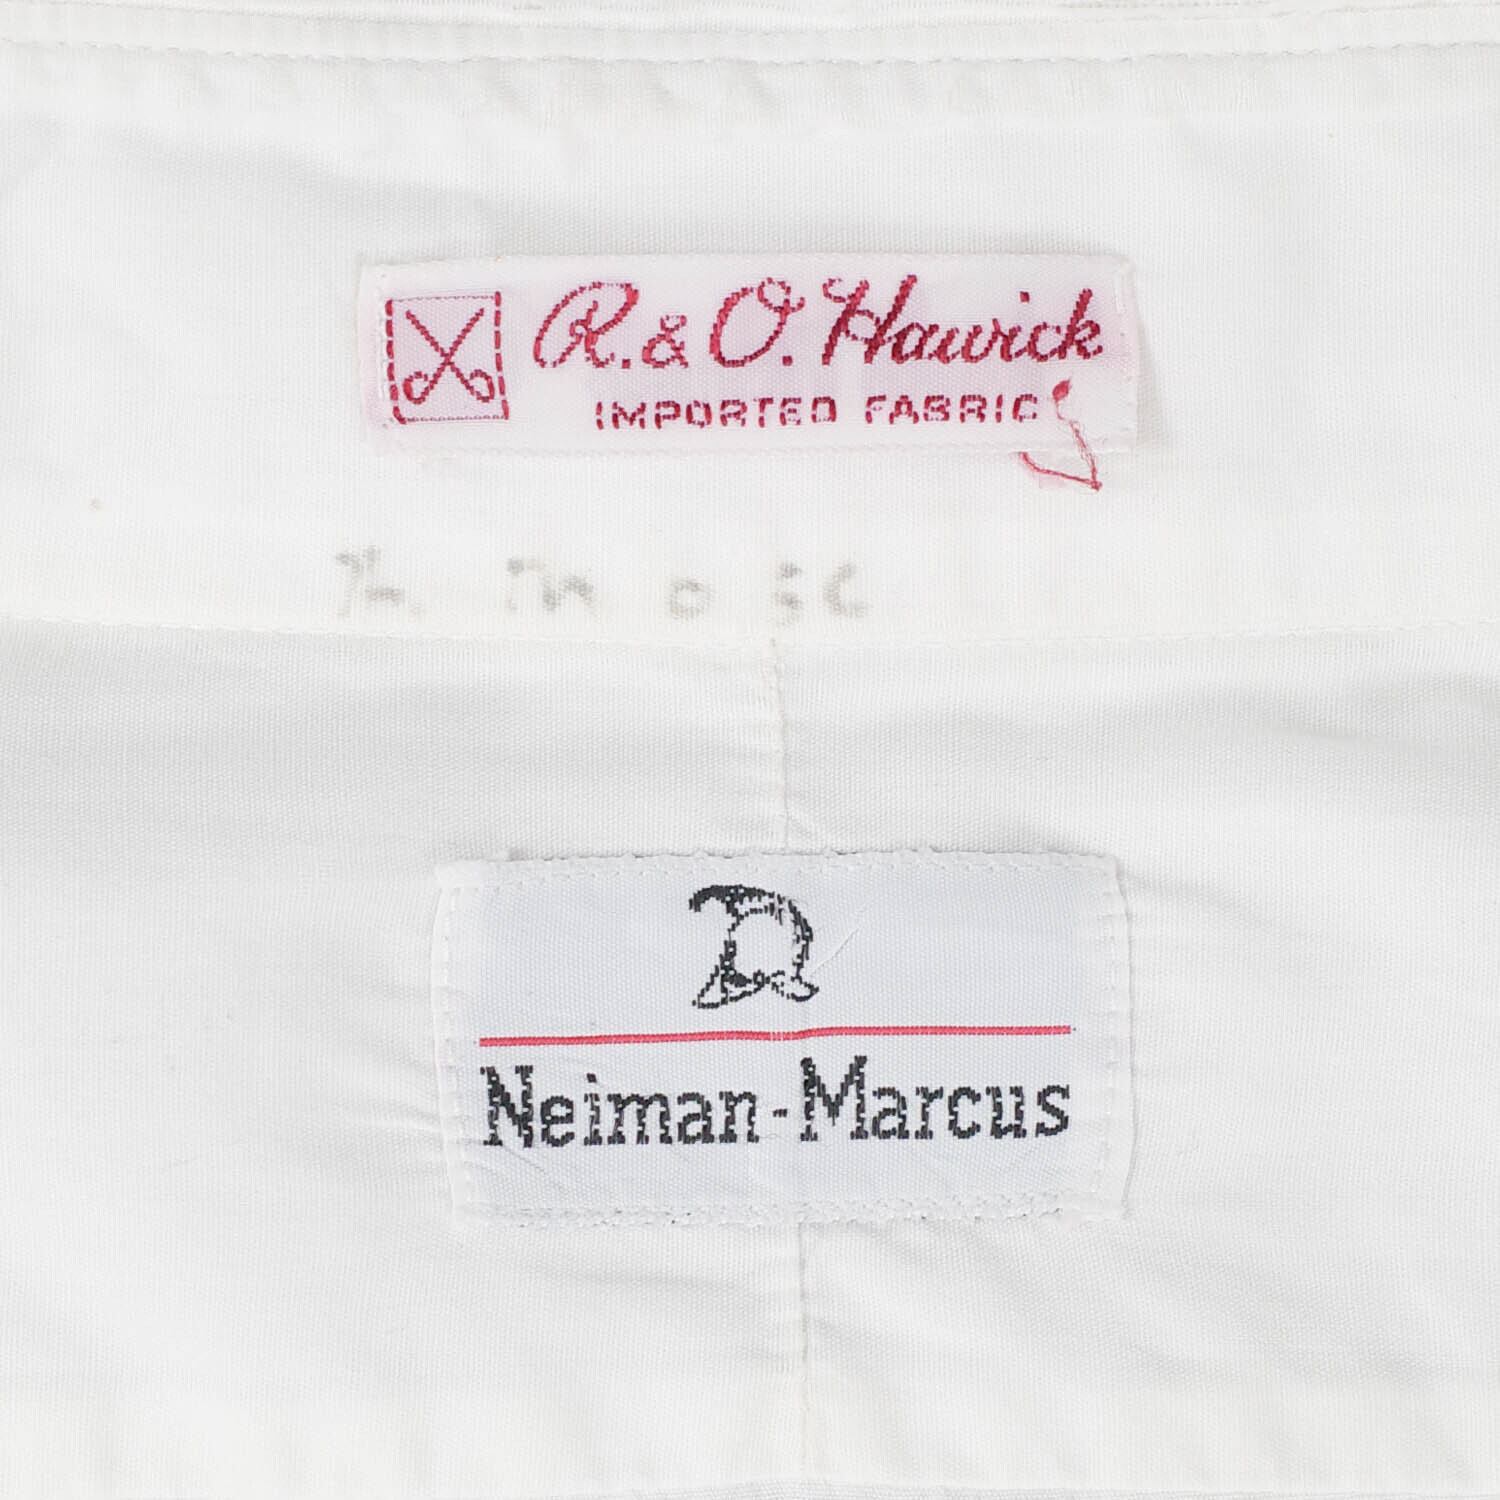 R. & O. Hawick
IMPORTED FABRIC
Neiman-Marcus